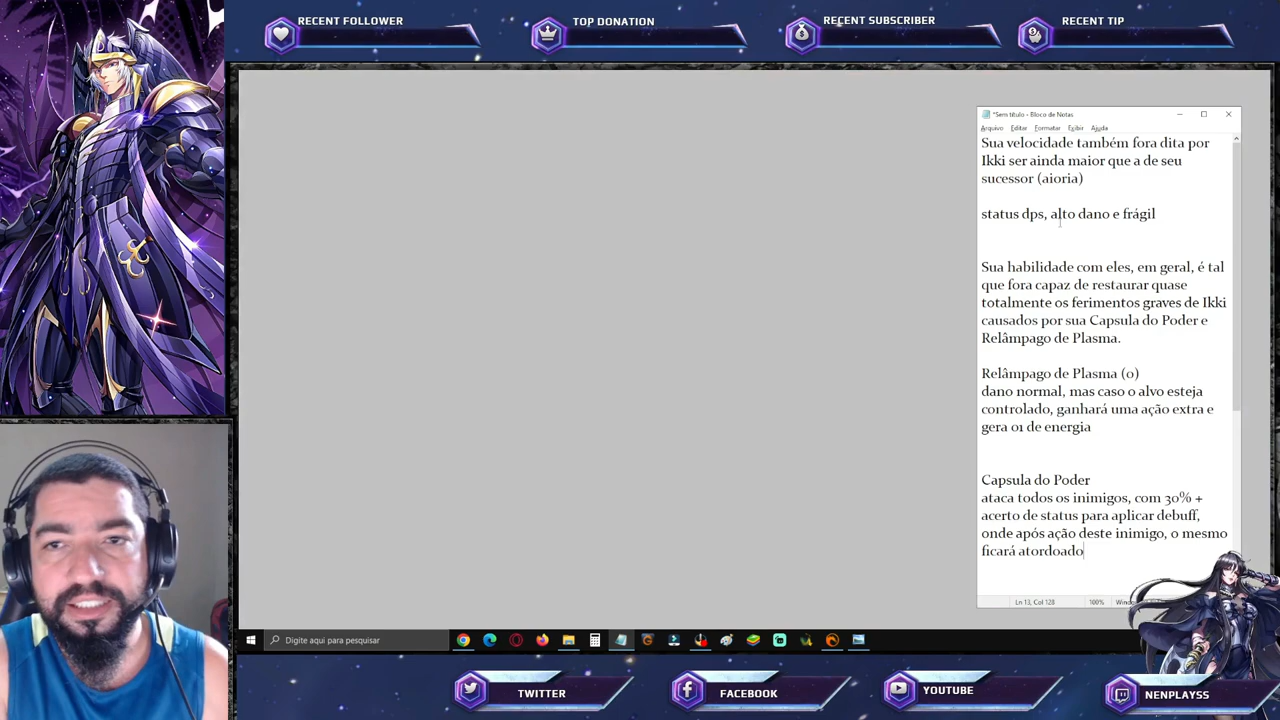 RECENT FOLLOWER
TOP DONATION
RECENT SUBSCRIBER
RECENT TIP
*Sem título - Bloco de Notas
Arquivo Editar Formatar Exibir Ajuda
Sua velocidade também fora dita por
Ikki ser ainda maior que a de seu
sucessor (aioria)
status dps, alto dano e frágil
Sua habilidade com eles, em geral, é tal
que fora capaz de restaurar quase
totalmente os ferimentos graves de Ikki
causados por sua Capsula do Poder e
Relâmpago de Plasma.
Relâmpago de Plasma (0)
dano normal, mas caso o alvo esteja
controlado, ganhará uma ação extra e
gera 01 de energia
Capsula do Poder
ataca todos os inimigos, com 30% +
acerto de status para aplicar debuff,
onde após ação deste inimigo, o mesmo
ficará atordoado
Ln 13, Col 128 100%
Digite aqui para pesquisar
TWITTER
FACEBOOK
YOUTUBE
NENPLAYSS